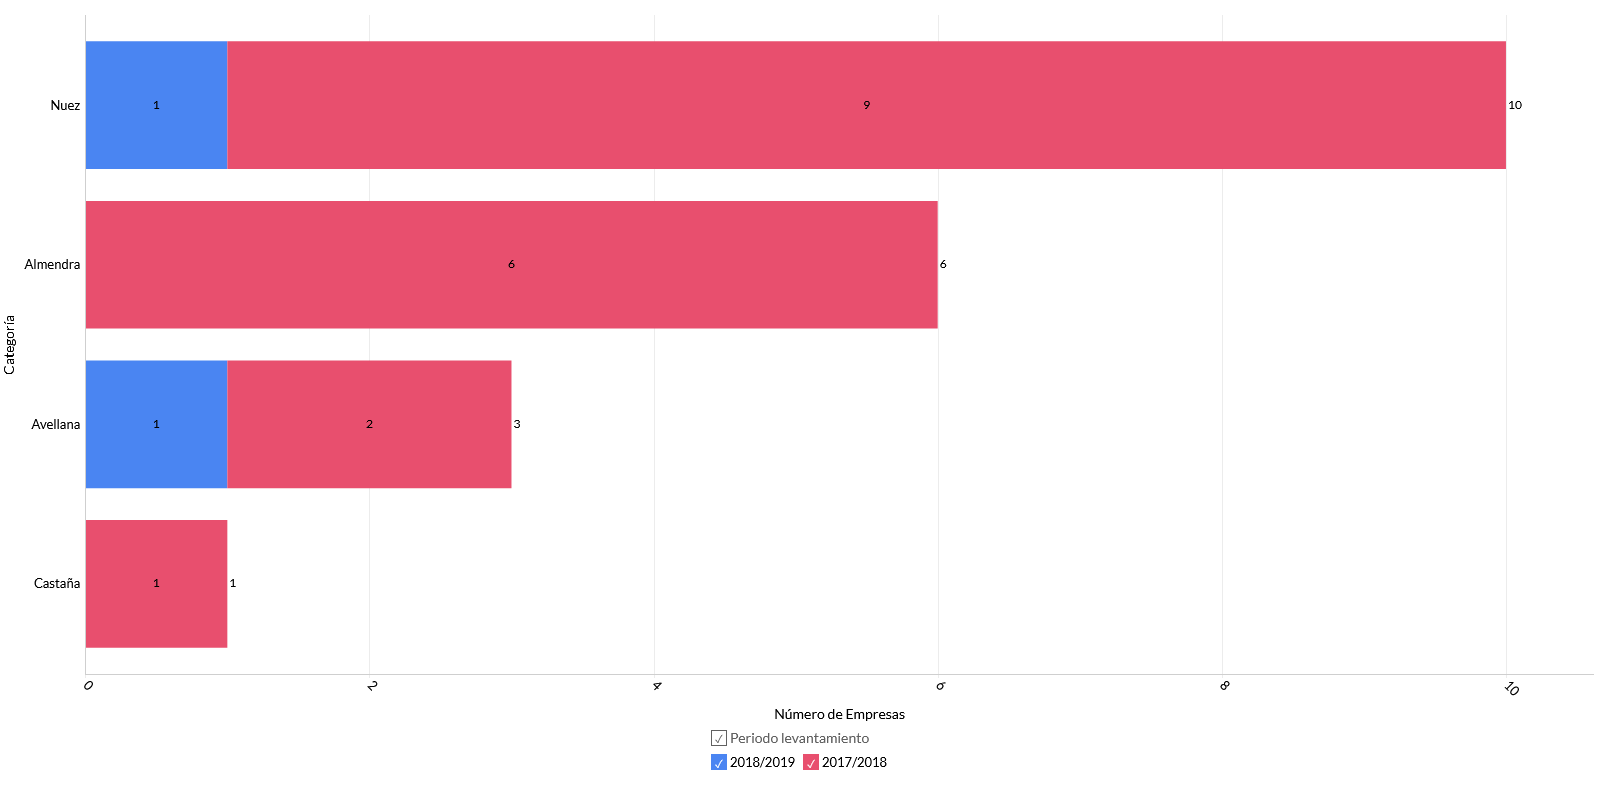 Categoría
Nuez 1 9 10
Almendra 6 6
Avellana 1 2 3
Castaña 1 1
0 2 4 6 8 10
Número de Empresas
Periodo levantamiento
2018/2019 2017/2018